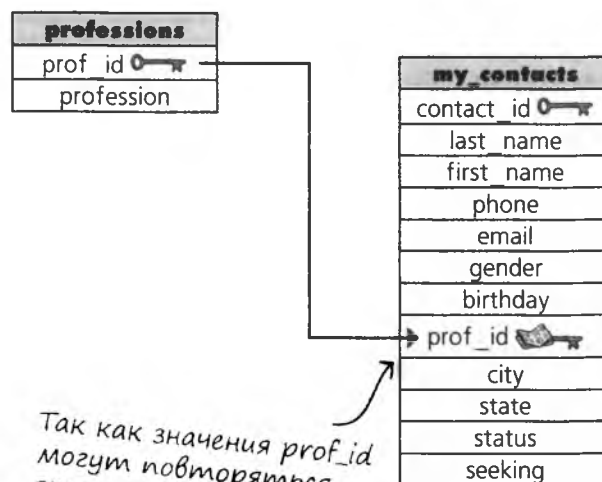 professions
prof_id
profession
my_contacts
contact_id
last_name
first_name
phone
email
gender
birthday
prof_id
city
state
status
seeking
Так как значения prof_id
могут повторяться